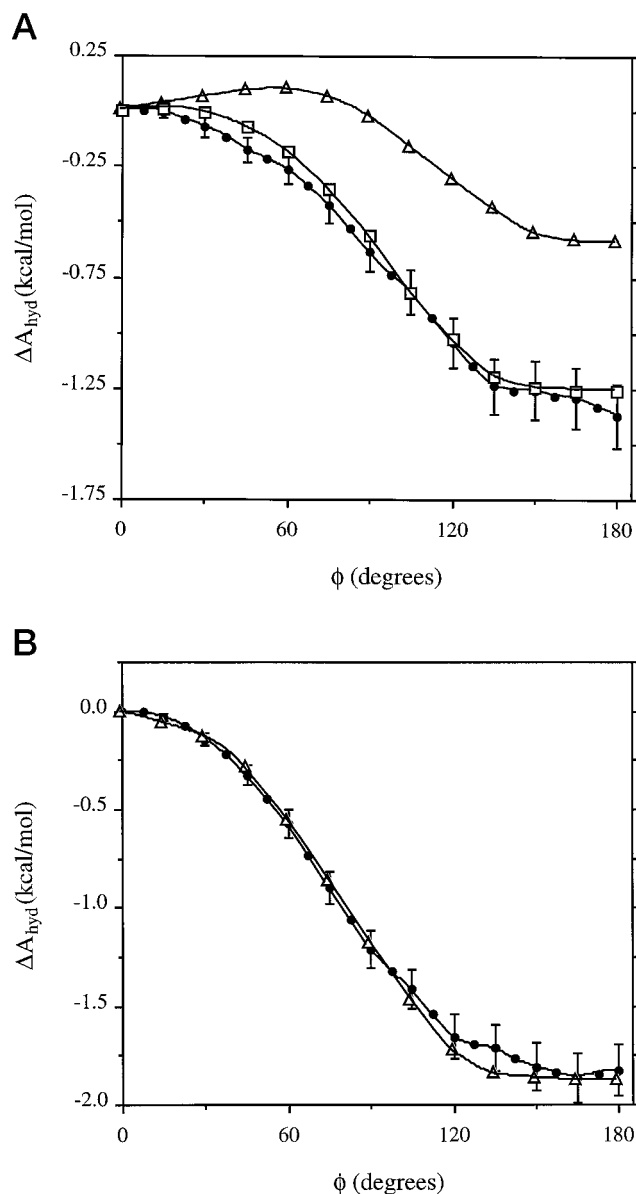 A
0.25
-0.25
-0.75
-1.25
-1.75
ΔA_hyd (kcal/mol)
0 60 120 180
ϕ (degrees)
B
0.0
-0.5
-1.0
-1.5
-2.0
ΔA_hyd (kcal/mol)
0 60 120 180
ϕ (degrees)